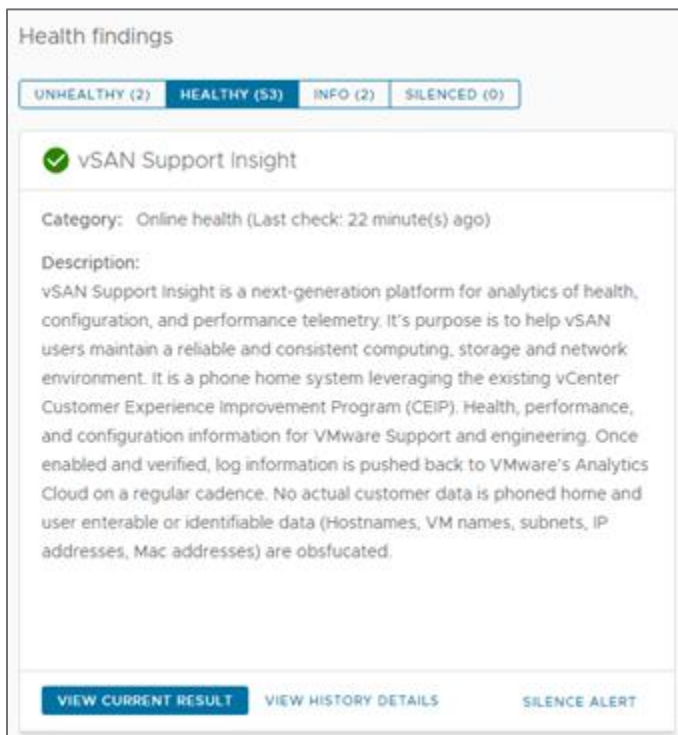 Health findings
UNHEALTHY (2) HEALTHY (53) INFO (2) SILENCED (0)
vSAN Support Insight
Category: Online health (Last check: 22 minute(s) ago)
Description:
vSAN Support Insight is a next-generation platform for analytics of health,
configuration, and performance telemetry. It's purpose is to help vSAN
users maintain a reliable and consistent computing, storage and network
environment. It is a phone home system leveraging the existing vCenter
Customer Experience Improvement Program (CEIP). Health, performance,
and configuration information for VMware Support and engineering. Once
enabled and verified, log information is pushed back to VMware's Analytics
Cloud on a regular cadence. No actual customer data is phoned home and
user enterable or identifiable data (Hostnames, VM names, subnets, IP
addresses, Mac addresses) are obsfucated.
VIEW CURRENT RESULT VIEW HISTORY DETAILS SILENCE ALERT